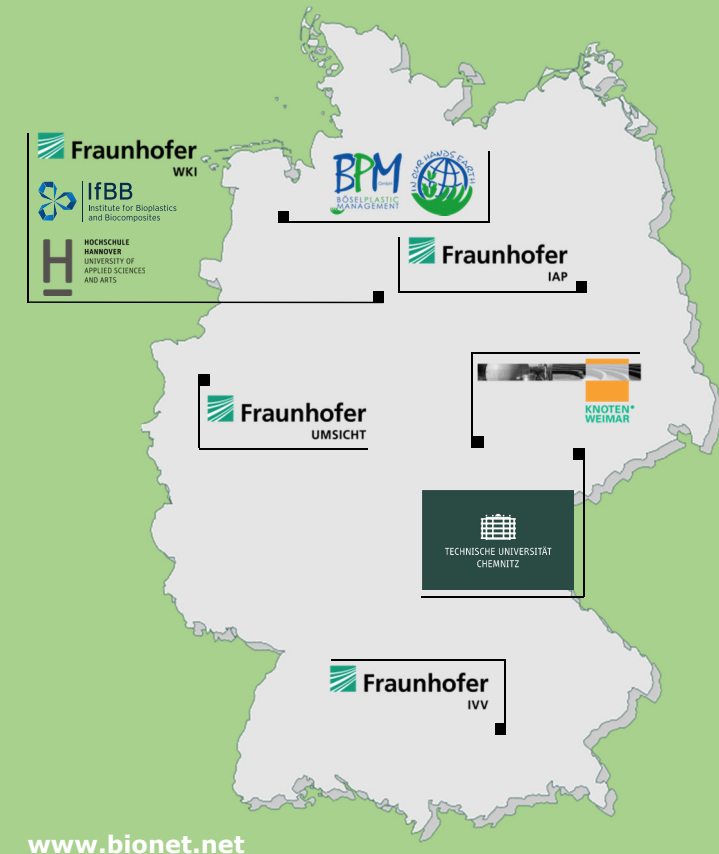 Fraunhofer
WKI
IfBB
Institute for Bioplastics
and Biocomposites
H
HOCHSCHULE
HANNOVER
UNIVERSITY OF
APPLIED SCIENCES
AND ARTS
BPM
GmbH
BÖSELPLASTIC
MANAGEMENT
IN OUR HANDS EARTH
Fraunhofer
IAP
Fraunhofer
UMSICHT
KNOTEN
WEIMAR
TECHNISCHE UNIVERSITÄT
CHEMNITZ
Fraunhofer
IVV
www.bionet.net